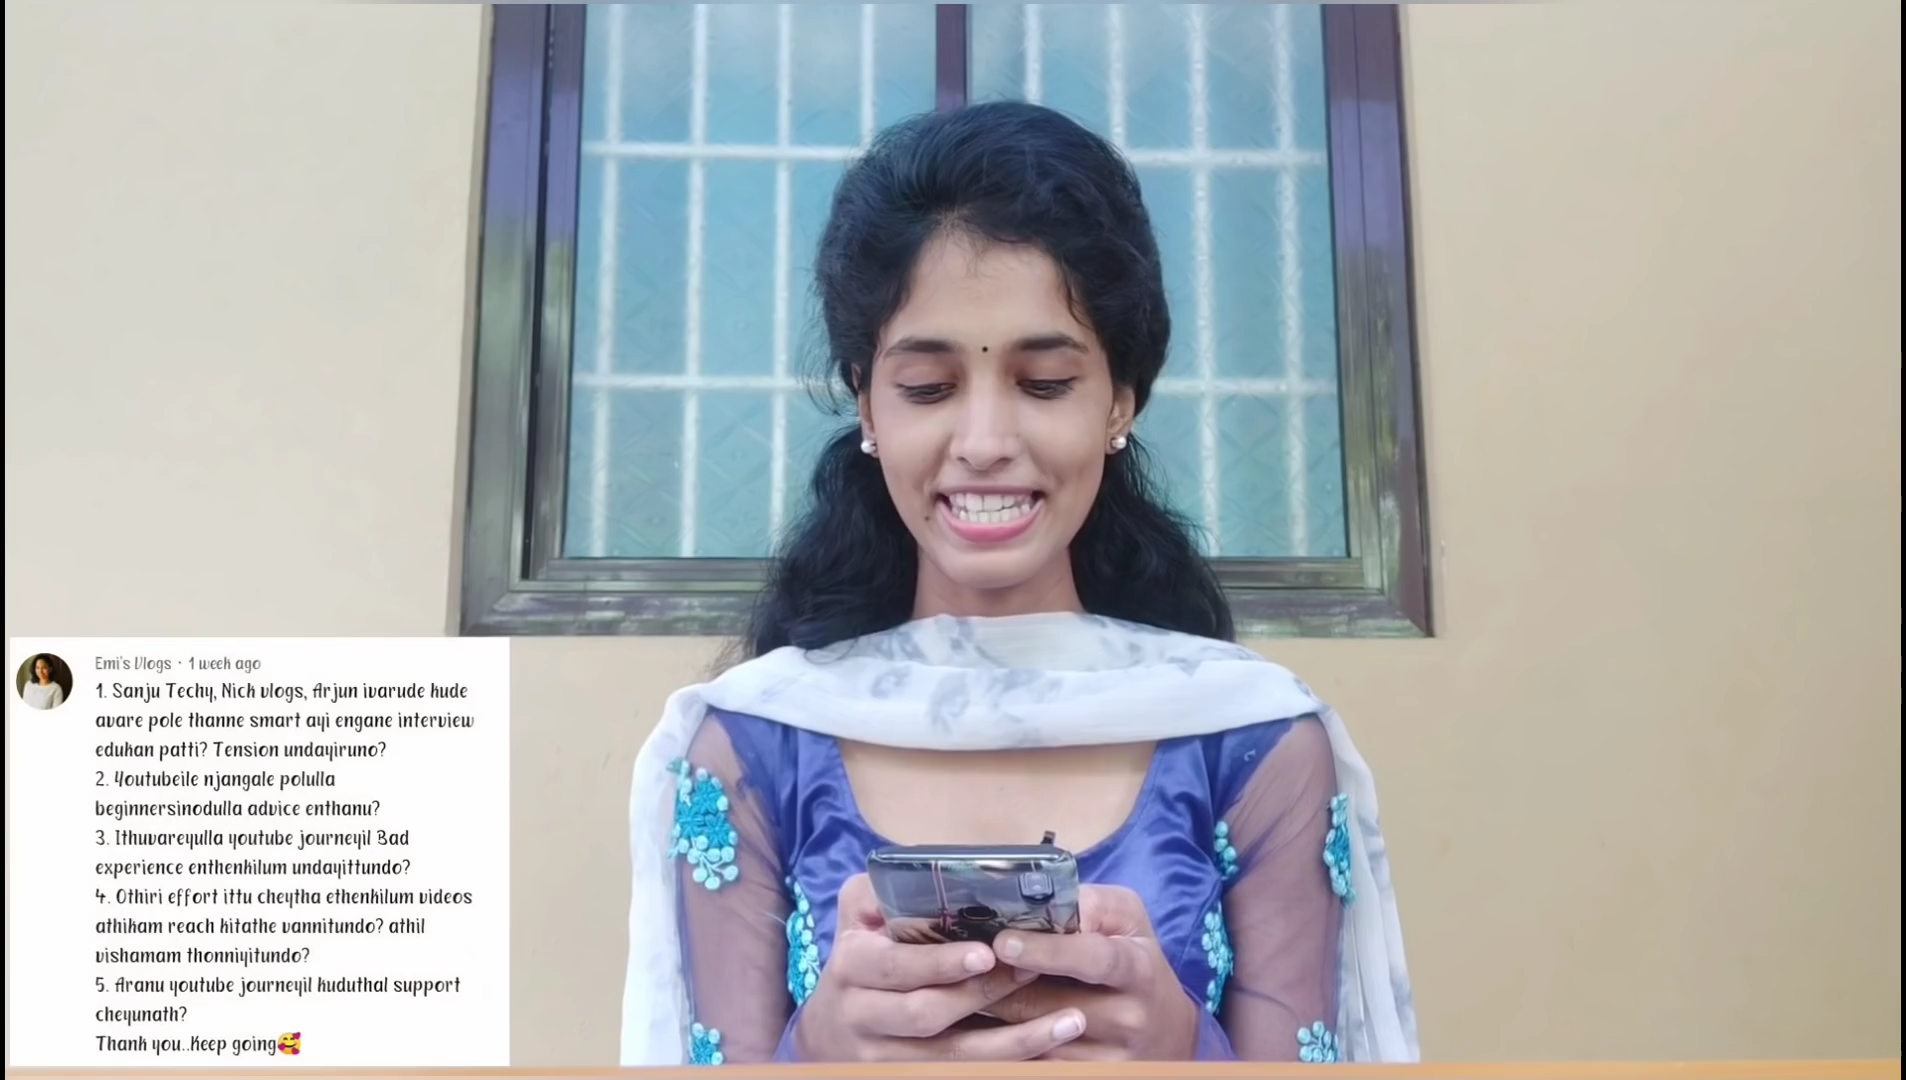 Emi's Vlogs · 1 week ago
1. Sanju Techy, Nick vlogs, Arjun ivarude kude
avare pole thanne smart ayi engane interview
edukan patti? Tension undayiruno?
2. Youtubeile njangale polulla
beginnersinodulla advice enthanu?
3. Ithuvareyulla youtube journeyil Bad
experience enthenkilum undayittundo?
4. Othiri effort ittu cheytha ethenkilum videos
athikam reach kitathe vannitundo? athil
vishamam thonniyitundo?
5. Aranu youtube journeyil kuduthal support
cheyunath?
Thank you..Keep going🥰